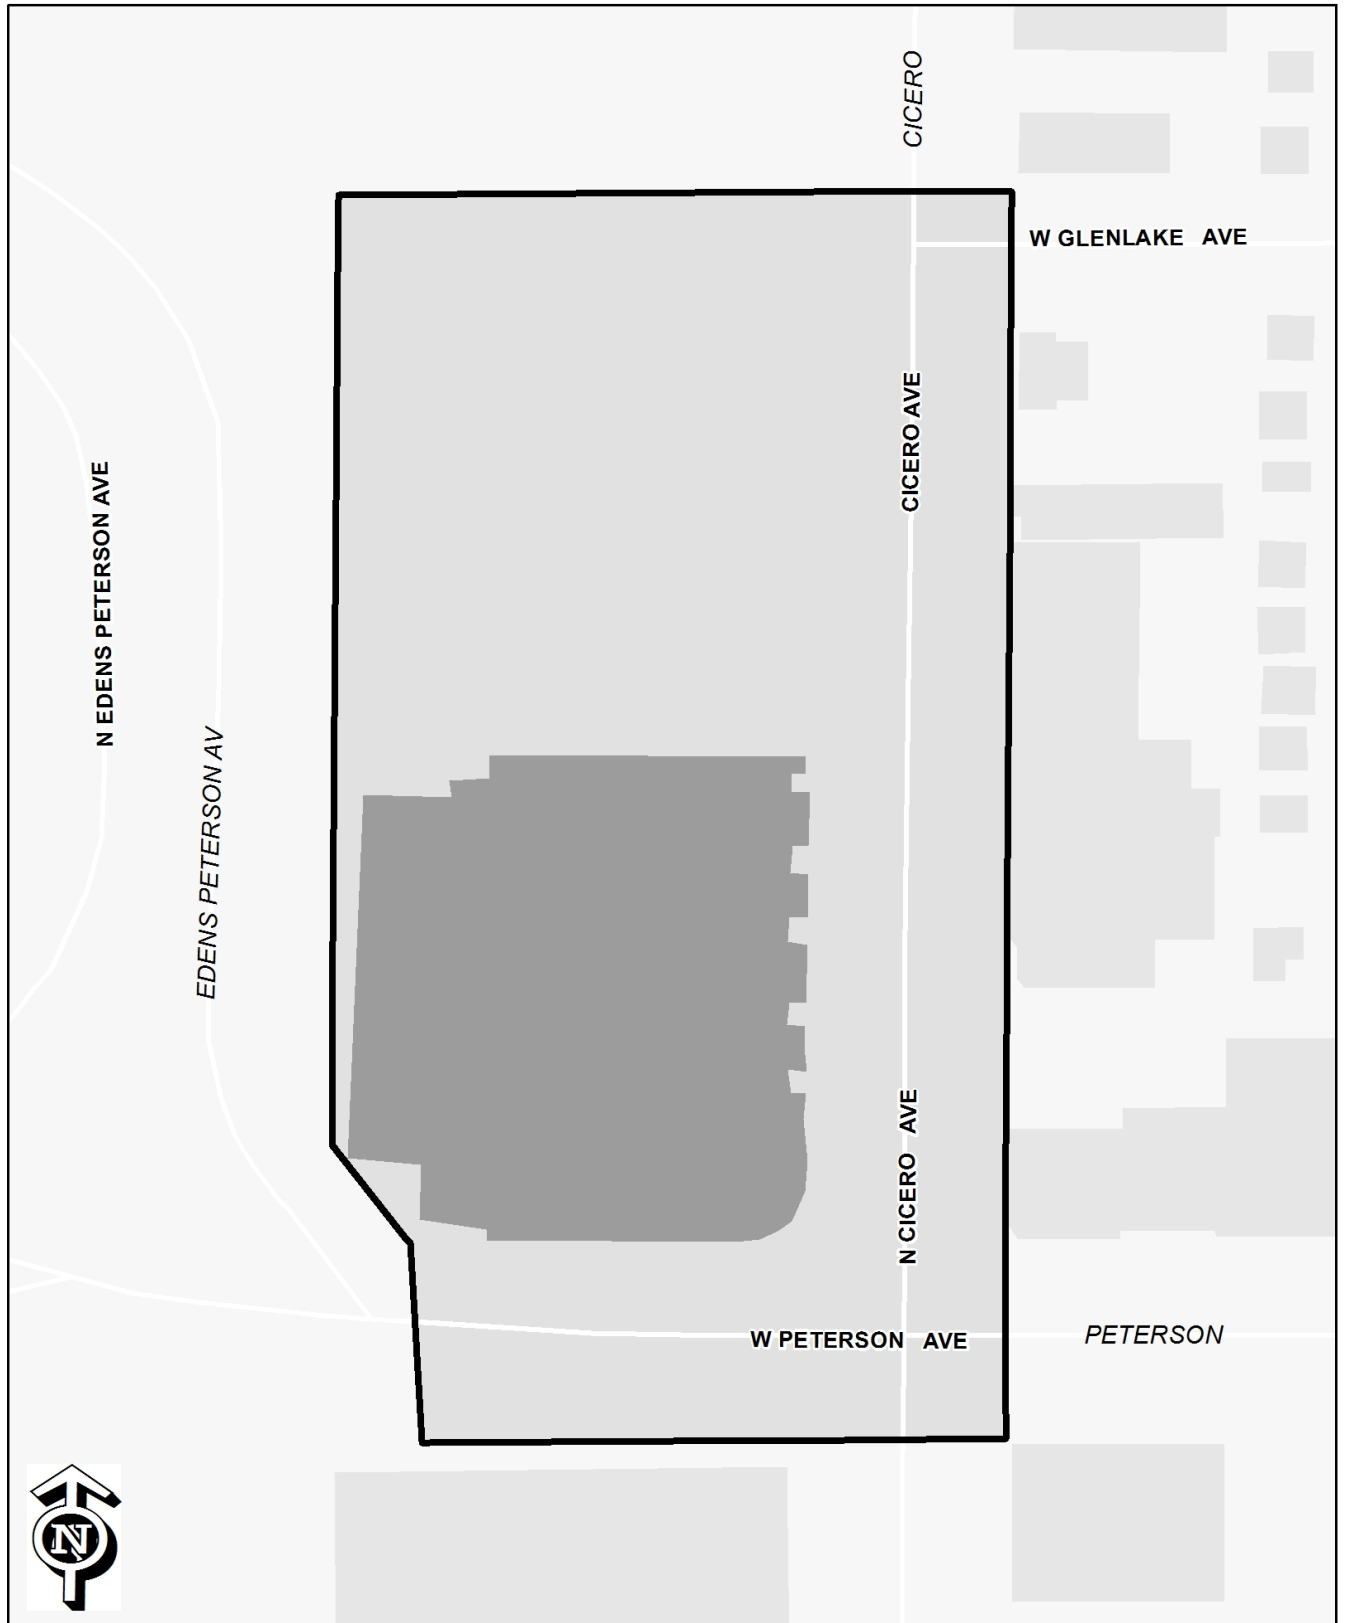 CICERO
W GLENLAKE AVE
CICERO AVE
N EDENS PETERSON AVE
EDENS PETERSON AV
N CICERO AVE
W PETERSON AVE
PETERSON
N